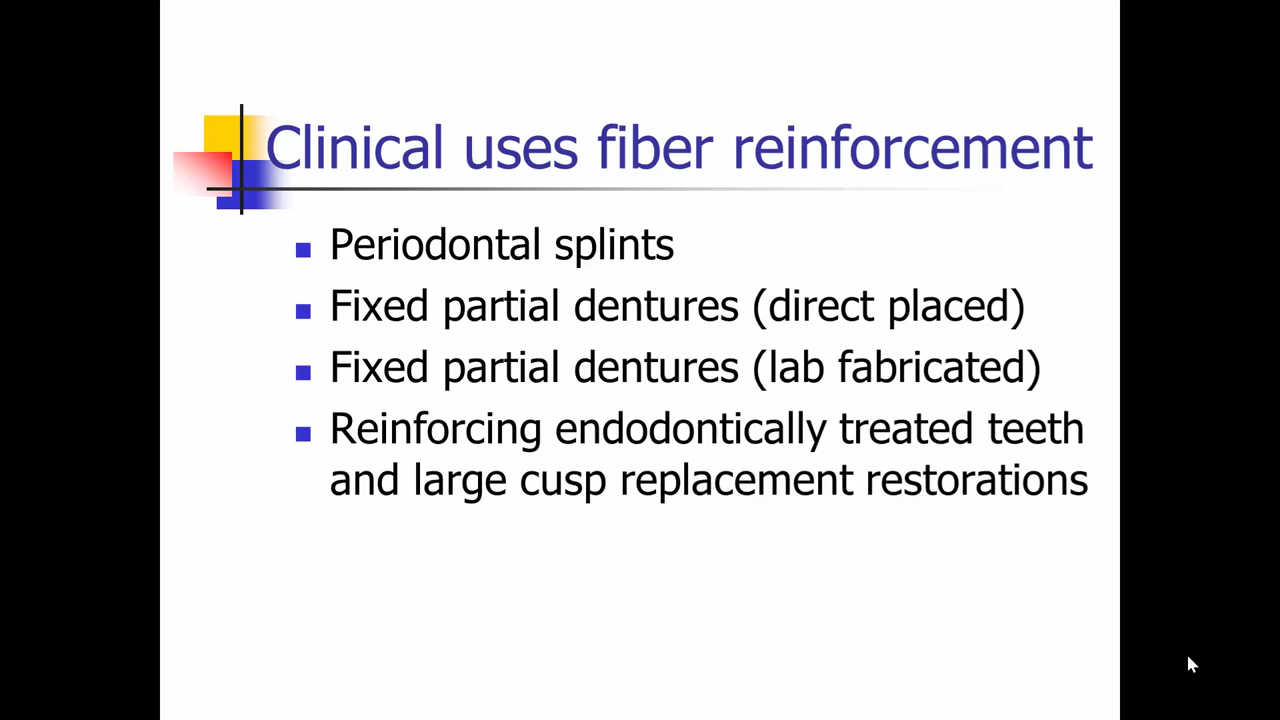 Clinical uses fiber reinforcement
Periodontal splints
Fixed partial dentures (direct placed)
Fixed partial dentures (lab fabricated)
Reinforcing endodontically treated teeth
and large cusp replacement restorations